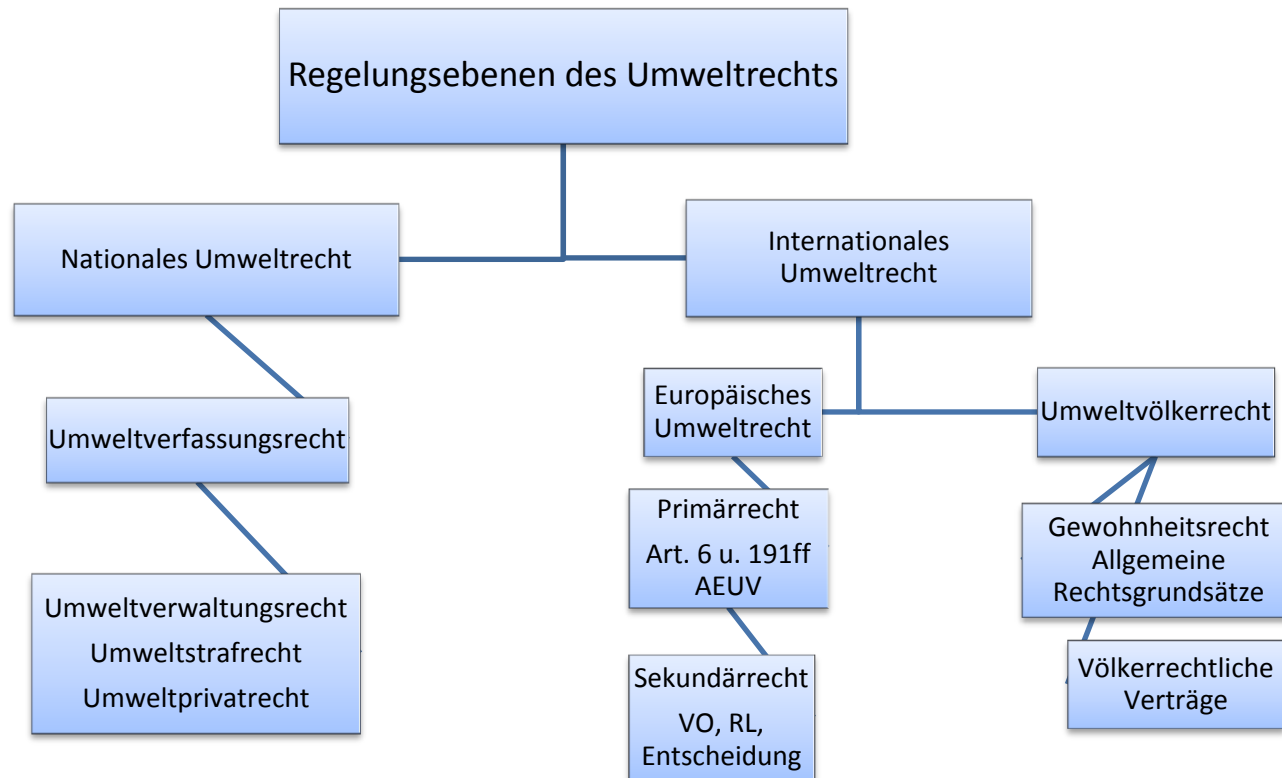 Regelungsebenen des Umweltrechts
Nationales Umweltrecht
Internationales
Umweltrecht
Umweltverfassungsrecht
Umweltverwaltungsrecht
Umweltstrafrecht
Umweltprivatrecht
Europäisches
Umweltrecht
Primärrecht
Art. 6 u. 191ff
AEUV
Sekundärrecht
VO, RL,
Entscheidung
Umweltvölkerrecht
Gewohnheitsrecht
Allgemeine
Rechtsgrundsätze
Völkerrechtliche
Verträge